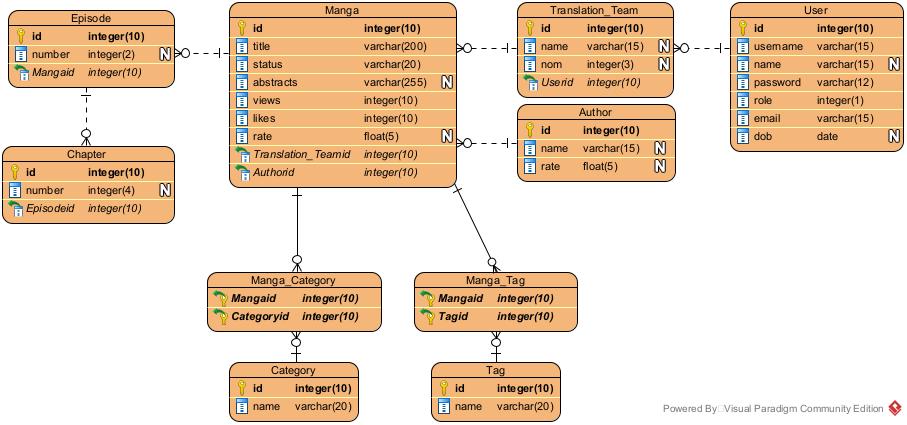 Episode
id integer(10)
number integer(2) N
Mangaid integer(10)
Manga
id integer(10)
title varchar(200)
status varchar(20)
abstracts varchar(255) N
views integer(10)
likes integer(10)
rate float(5) N
Translation_Teamid integer(10)
Authorid integer(10)
Translation_Team
id integer(10)
name varchar(15) N
nom integer(3) N
Userid integer(10)
User
id integer(10)
username varchar(15)
name varchar(15) N
password varchar(12)
role integer(1)
email varchar(15)
dob date N
Author
id integer(10)
name varchar(15) N
rate float(5) N
Chapter
id integer(10)
number integer(4) N
Episodeid integer(10)
Manga_Category
Mangaid integer(10)
Categoryid integer(10)
Manga_Tag
Mangaid integer(10)
Tagid integer(10)
Category
id integer(10)
name varchar(20)
Tag
id integer(10)
name varchar(20)
Powered By Visual Paradigm Community Edition